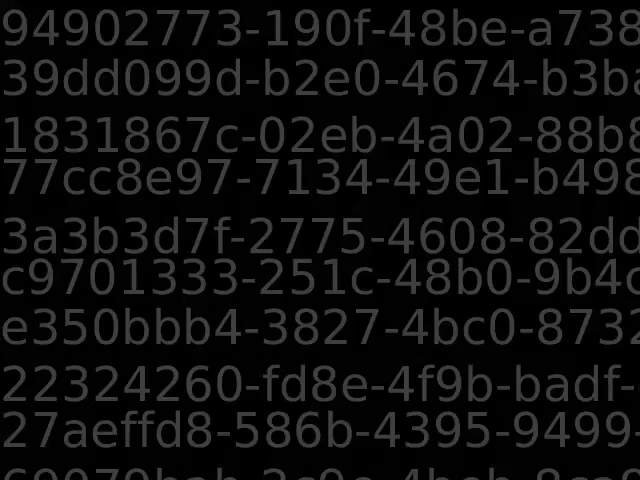 94902773-190f-48be-a738
39dd099d-b2e0-4674-b3ba
1831867c-02eb-4a02-88b8
77cc8e97-7134-49e1-b498
3a3b3d7f-2775-4608-82dd
c9701333-251c-48b0-9b4c
e350bbb4-3827-4bc0-8732
22324260-fd8e-4f9b-badf-
27aeffd8-586b-4395-9499-